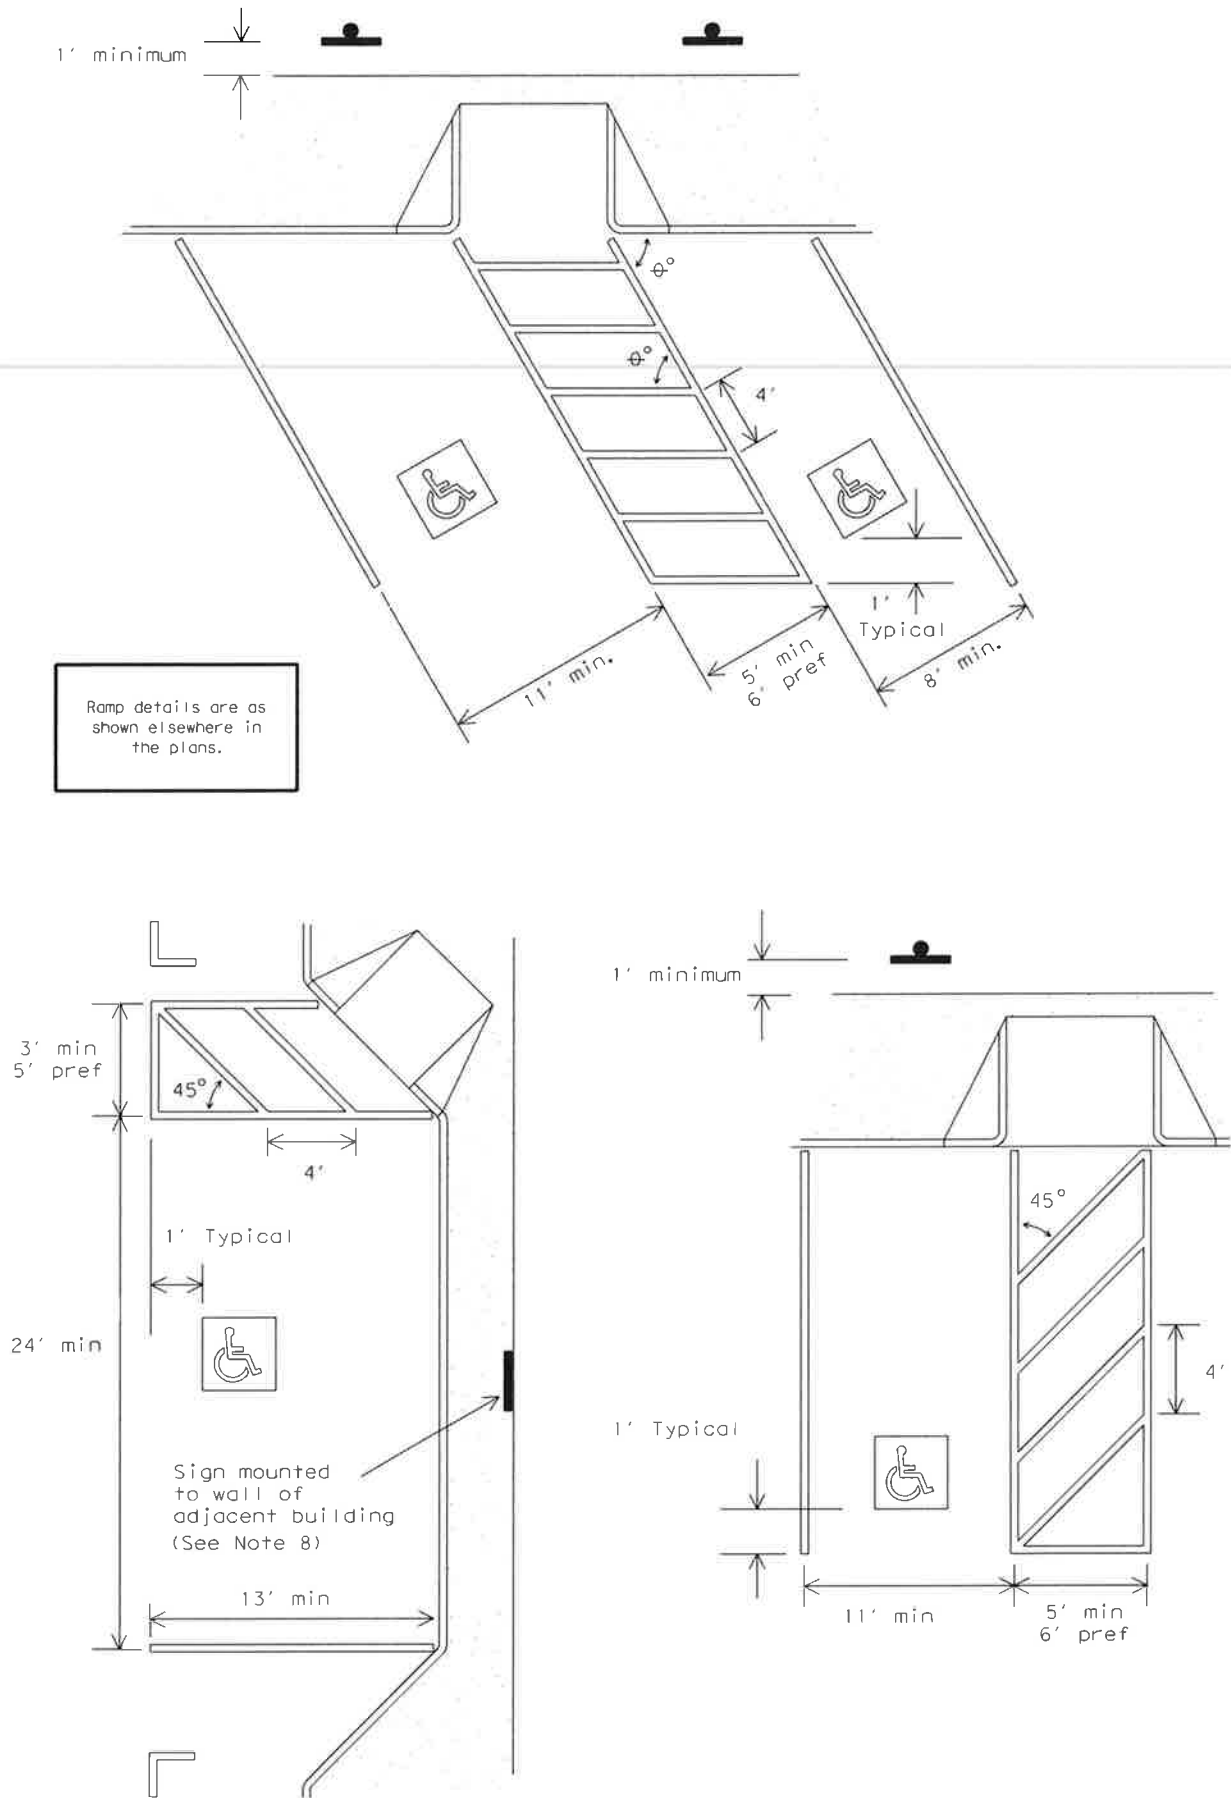 1' minimum
θ°
θ°
4'
1'
Typical
11' min.
5' min
6' pref
8' min.
Ramp details are as
shown elsewhere in
the plans.
3' min
5' pref
45°
4'
1' Typical
24' min
Sign mounted
to wall of
adjacent building
(See Note 8)
13' min
1' minimum
45°
4'
1' Typical
11' min
5' min
6' pref